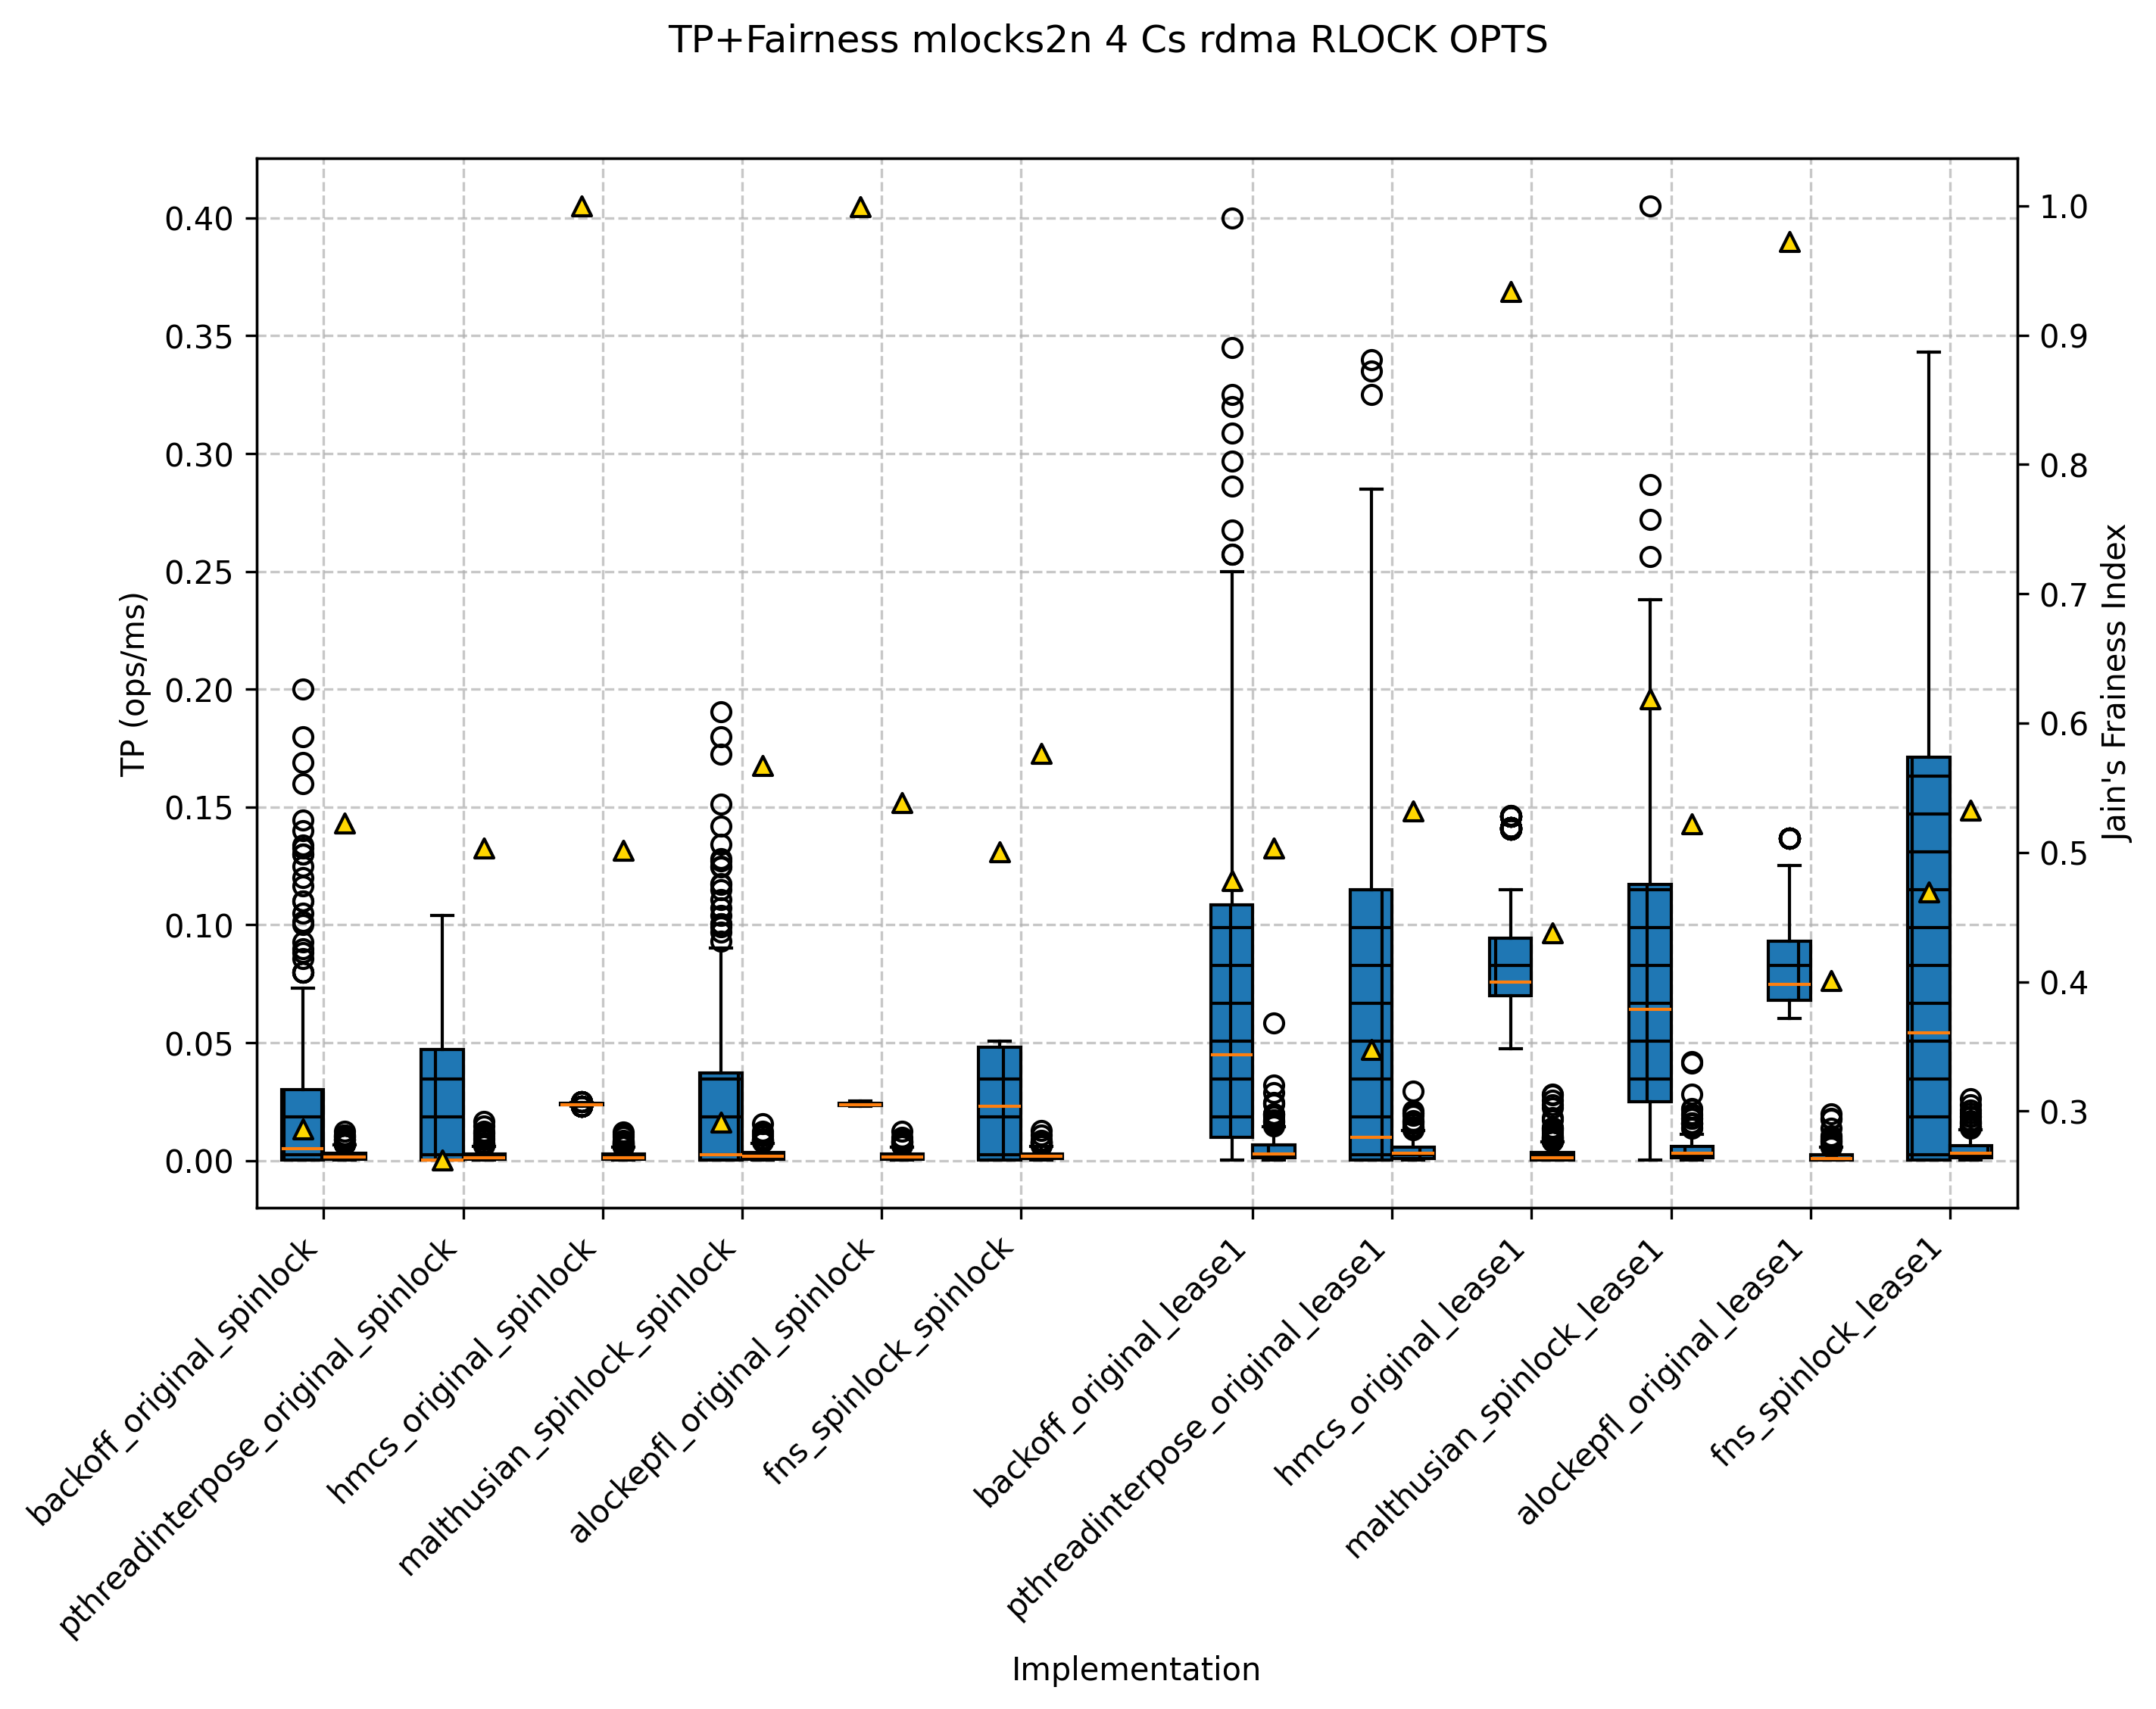 TP+Fairness mlocks2n 4 Cs rdma RLOCK OPTS
TP (ops/ms)
0.40
0.35
0.30
0.25
0.20
0.15
0.10
0.05
0.00
1.0
0.9
0.8
0.7
0.6
0.5
0.4
0.3
Jain's Frainess Index
backoff_original_spinlock
pthreadinterpose_original_spinlock
hmcs_original_spinlock
malthusian_spinlock_spinlock
alockepfl_original_spinlock
fns_spinlock_spinlock
backoff_original_lease1
pthreadinterpose_original_lease1
hmcs_original_lease1
malthusian_spinlock_lease1
alockepfl_original_lease1
fns_spinlock_lease1
Implementation